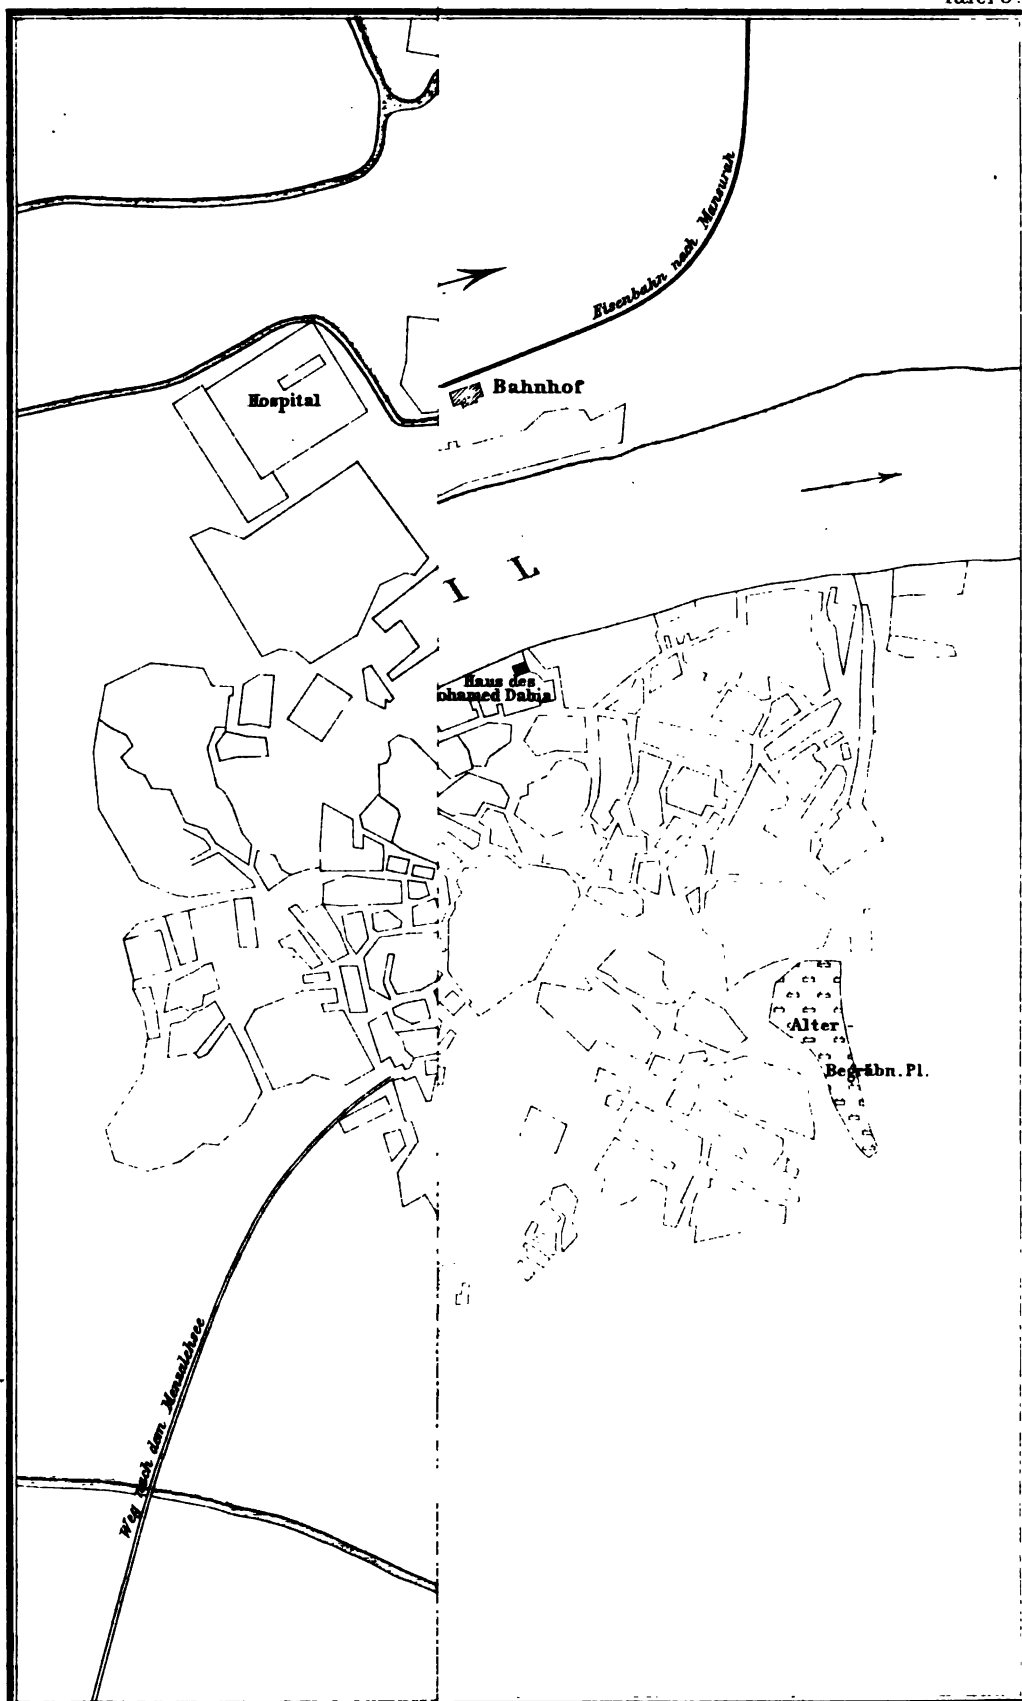 Eisenbahn nach Mansurah
Hospital
Bahnhof
I L
Haus des
ohamed Dabia
Alter
Begräbn. Pl.
Weg nach dem Menzalehsee